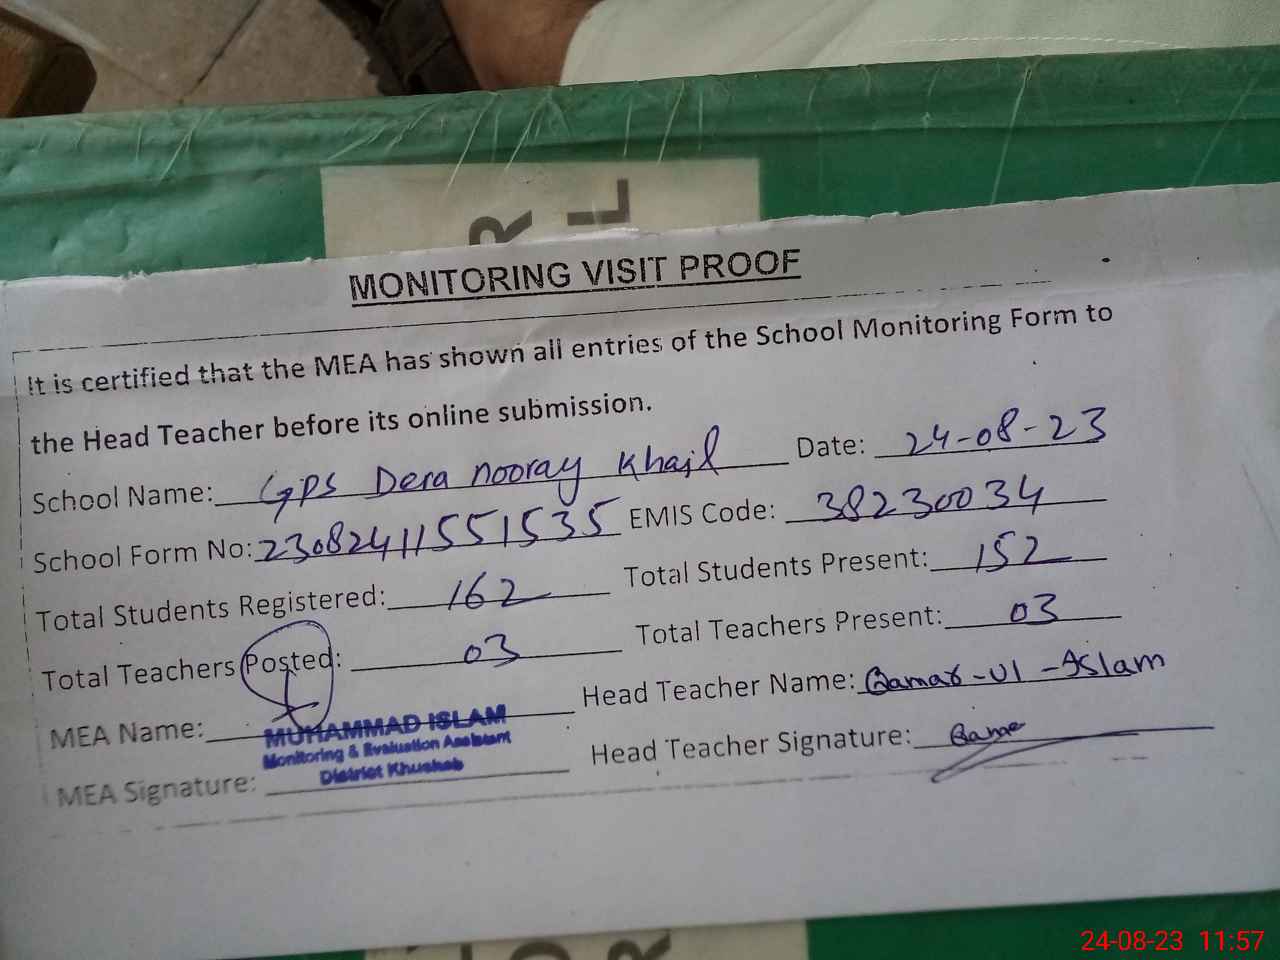 R L
MONITORING VISIT PROOF
It is certified that the MEA has shown all entries of the School Monitoring Form to
the Head Teacher before its online submission.
School Name: GPS Dera nooray Khail Date: 24-08-23
School Form No: 23082411551535 EMIS Code: 38230034
Total Students Registered: 162 Total Students Present: 152
Total Teachers Posted: 03 Total Teachers Present: 03
MEA Name: MUHAMMAD ISLAM Head Teacher Name: Qamar-Ul-Islam
Monitoring & Evaluation Assistant
District Khushab
MEA Signature: Head Teacher Signature: Qamar
24-08-23 11:57